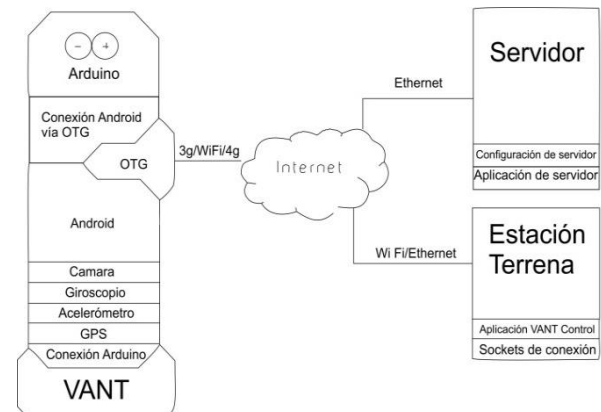 Arduino
Conexión Android
vía OTG
OTG
Android
Camara
Giroscopio
Acelerómetro
GPS
Conexión Arduino
VANT
3g/WiFi/4g
Internet
Ethernet
Wi Fi/Ethernet
Servidor
Configuración de servidor
Aplicación de servidor
Estación
Terrena
Aplicación VANT Control
Sockets de conexión